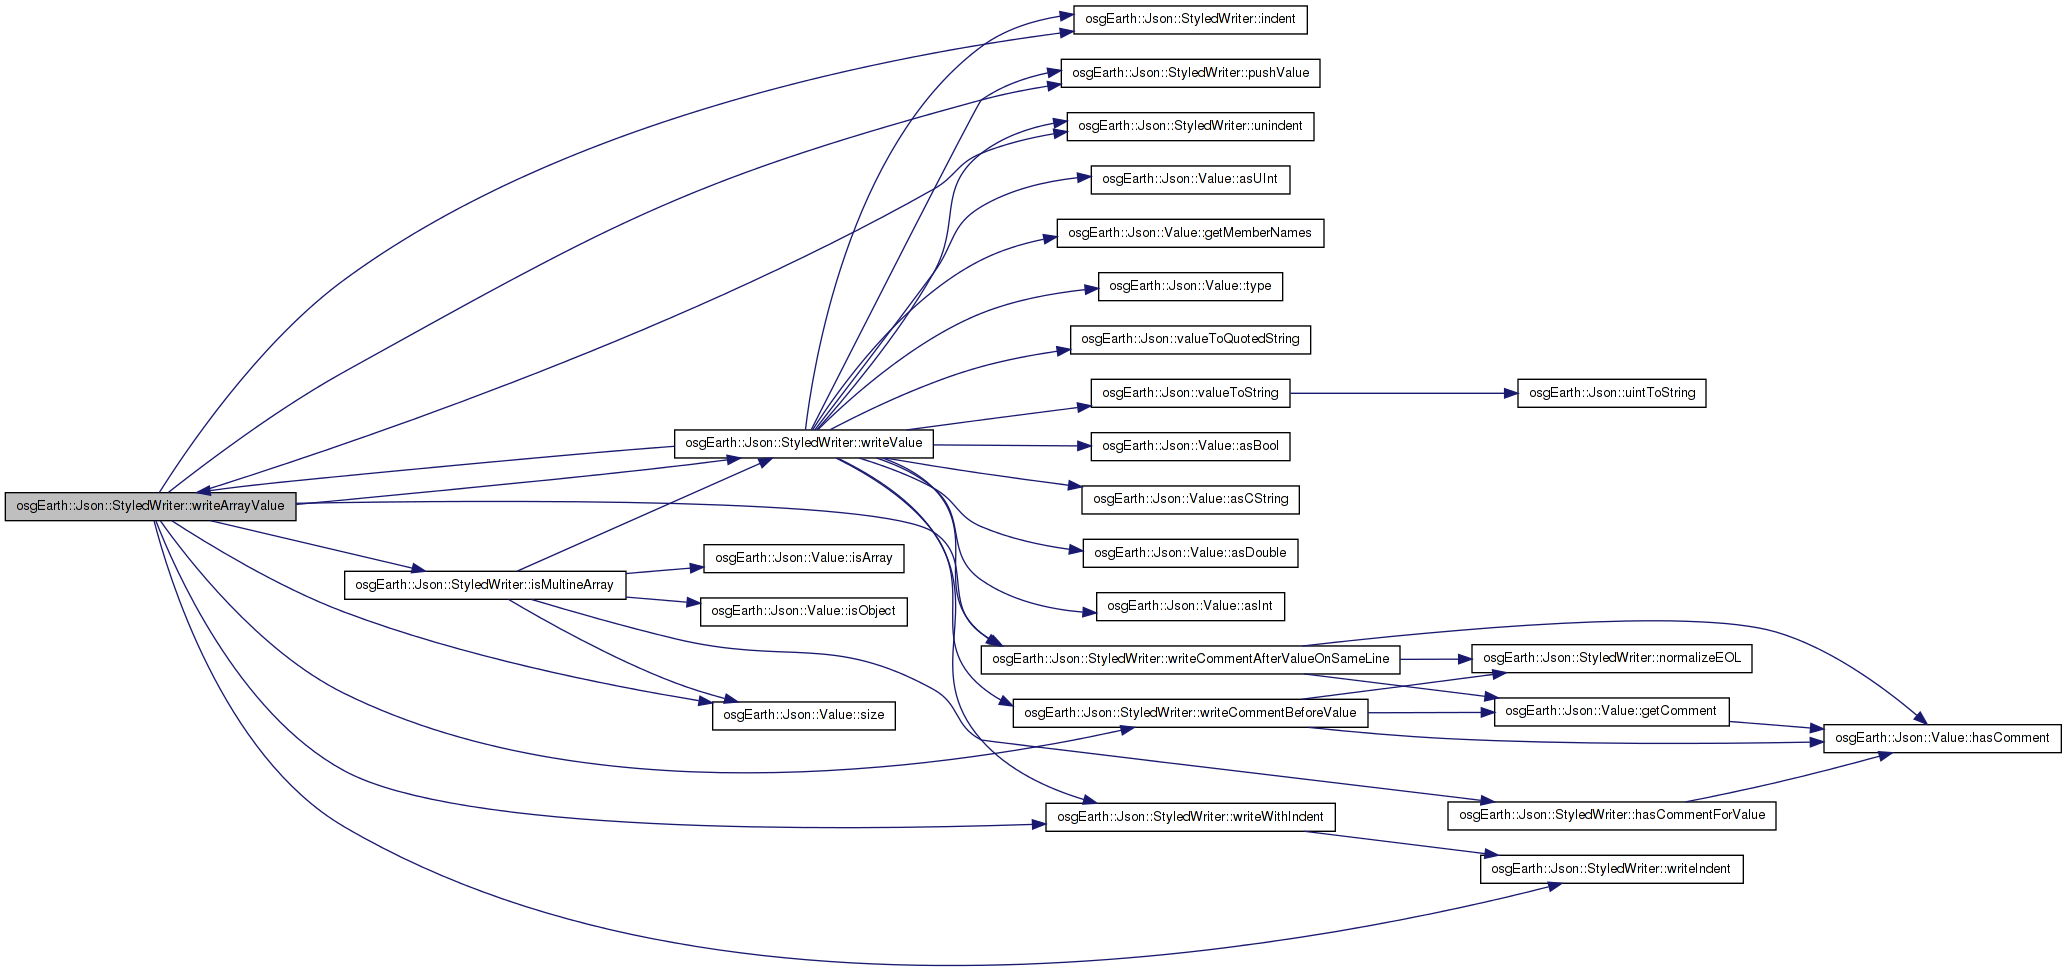 osgEarth::Json::StyledWriter::indent
osgEarth::Json::StyledWriter::pushValue
osgEarth::Json::StyledWriter::unindent
osgEarth::Json::Value::asUInt
osgEarth::Json::Value::getMemberNames
osgEarth::Json::Value::type
osgEarth::Json::valueToQuotedString
osgEarth::Json::valueToString
osgEarth::Json::uintToString
osgEarth::Json::StyledWriter::writeValue
osgEarth::Json::Value::asBool
osgEarth::Json::Value::asCString
osgEarth::Json::StyledWriter::writeArrayValue
osgEarth::Json::Value::asDouble
osgEarth::Json::Value::isArray
osgEarth::Json::StyledWriter::isMultineArray
osgEarth::Json::Value::isObject
osgEarth::Json::Value::asInt
osgEarth::Json::StyledWriter::writeCommentAfterValueOnSameLine
osgEarth::Json::StyledWriter::normalizeEOL
osgEarth::Json::Value::size
osgEarth::Json::StyledWriter::writeCommentBeforeValue
osgEarth::Json::Value::getComment
osgEarth::Json::Value::hasComment
osgEarth::Json::StyledWriter::writeWithIndent
osgEarth::Json::StyledWriter::hasCommentForValue
osgEarth::Json::StyledWriter::writeIndent